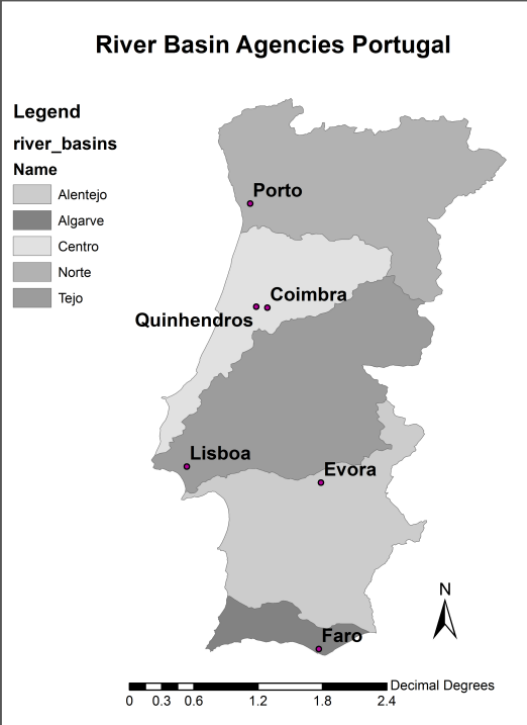 River Basin Agencies Portugal
Legend
river_basins
Name
Alentejo
Algarve
Centro
Norte
Tejo
Porto
Coimbra
Quinhendros
Lisboa
Evora
Faro
N
Decimal Degrees
0 0.3 0.6 1.2 1.8 2.4